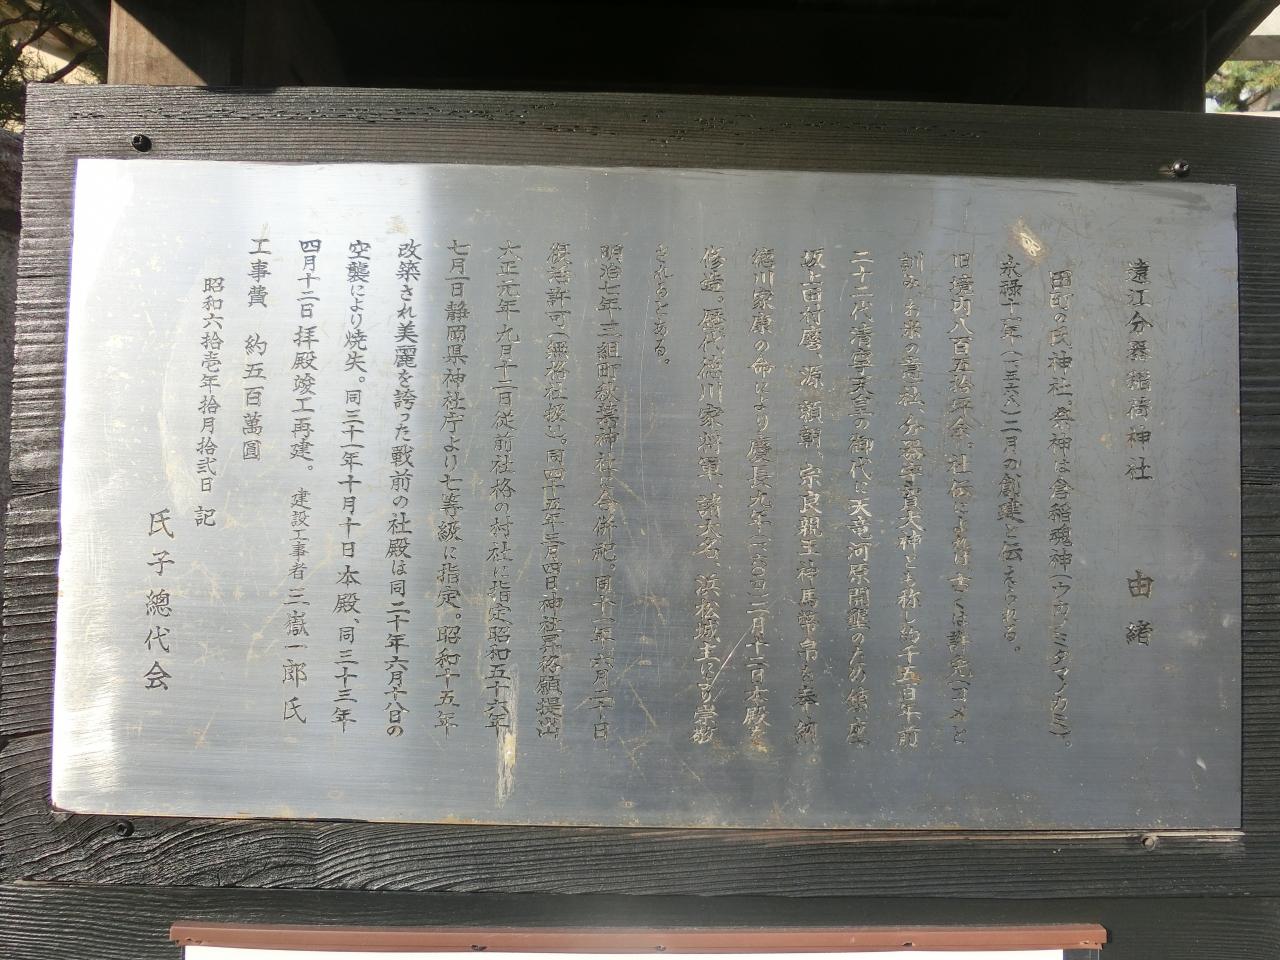 遠江分器稲荷神社 由緒
田町の氏神社。祭神は倉稲魂神(ウカノミタマノカミ)。
永禄十一年(一五六八)二月が創建と伝えられる。
旧境内八百五拾坪余、社伝によれば古くは
訓み お米の 社、分器 大神とも称し約千五百年前
二十二代清寧天皇の御代に天竜河原開墾のため鎮座
坂上田村麿、源頼朝、宗良親王神馬幣帛を奉納。
徳川家康の命により慶長九年(一六〇四)二月十二日本殿を
修造。歴代徳川家将軍、諸大名、浜松城主の崇敬
されるとある。
明治七年三組町秋葉神社に合併祀。同十一年六月二十日
復活許可(無格社扱い)。同四十五年三月四日神社昇格願提出
大正元年九月十二日従前社格の村社に指定 昭和五十六年
七月一日静岡県神社庁より七等級に指定。昭和十五年
改築され美麗を誇った戦前の社殿は同二十年六月十八日の
空襲により焼失。同三十一年十月十日本殿、同三十三年
四月十二日拝殿竣工再建。 建設工事者 三嶽一郎氏
工事費 約五百萬圓
昭和六拾壱年拾月拾弐日 記
氏子總代会